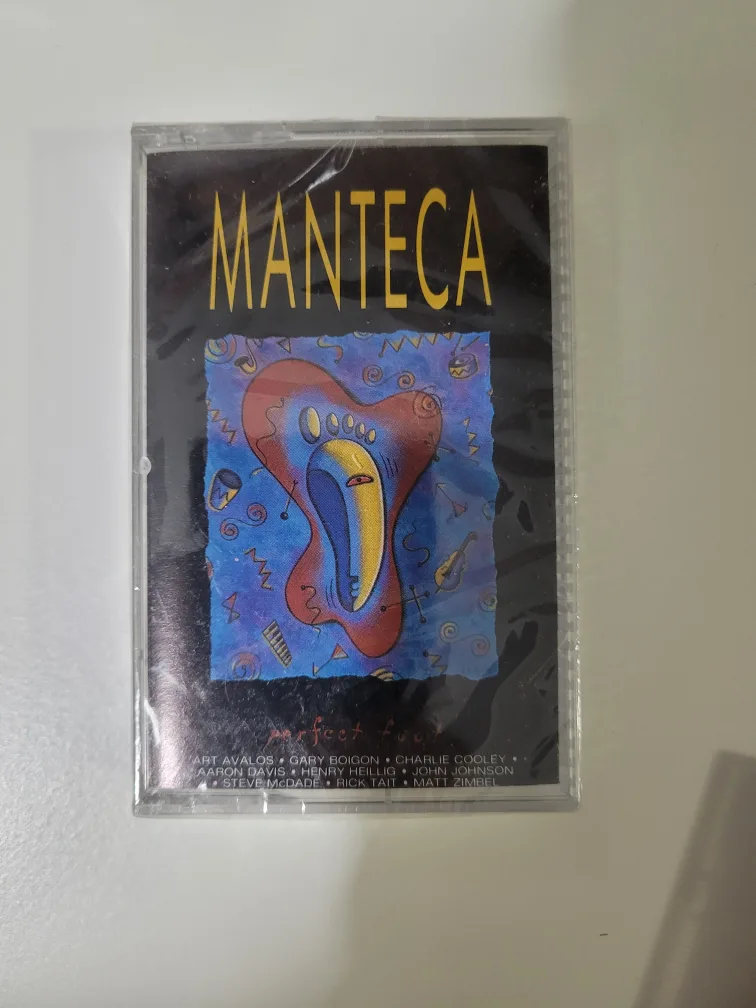 MANTECA
perfect foot
ART AVALOS • GARY BOIGON • CHARLIE COOLEY •
AARON DAVIS • HENRY HEILLIG • JOHN JOHNSON
• STEVE McDADE • RICK TAIT • MATT ZIMBEL